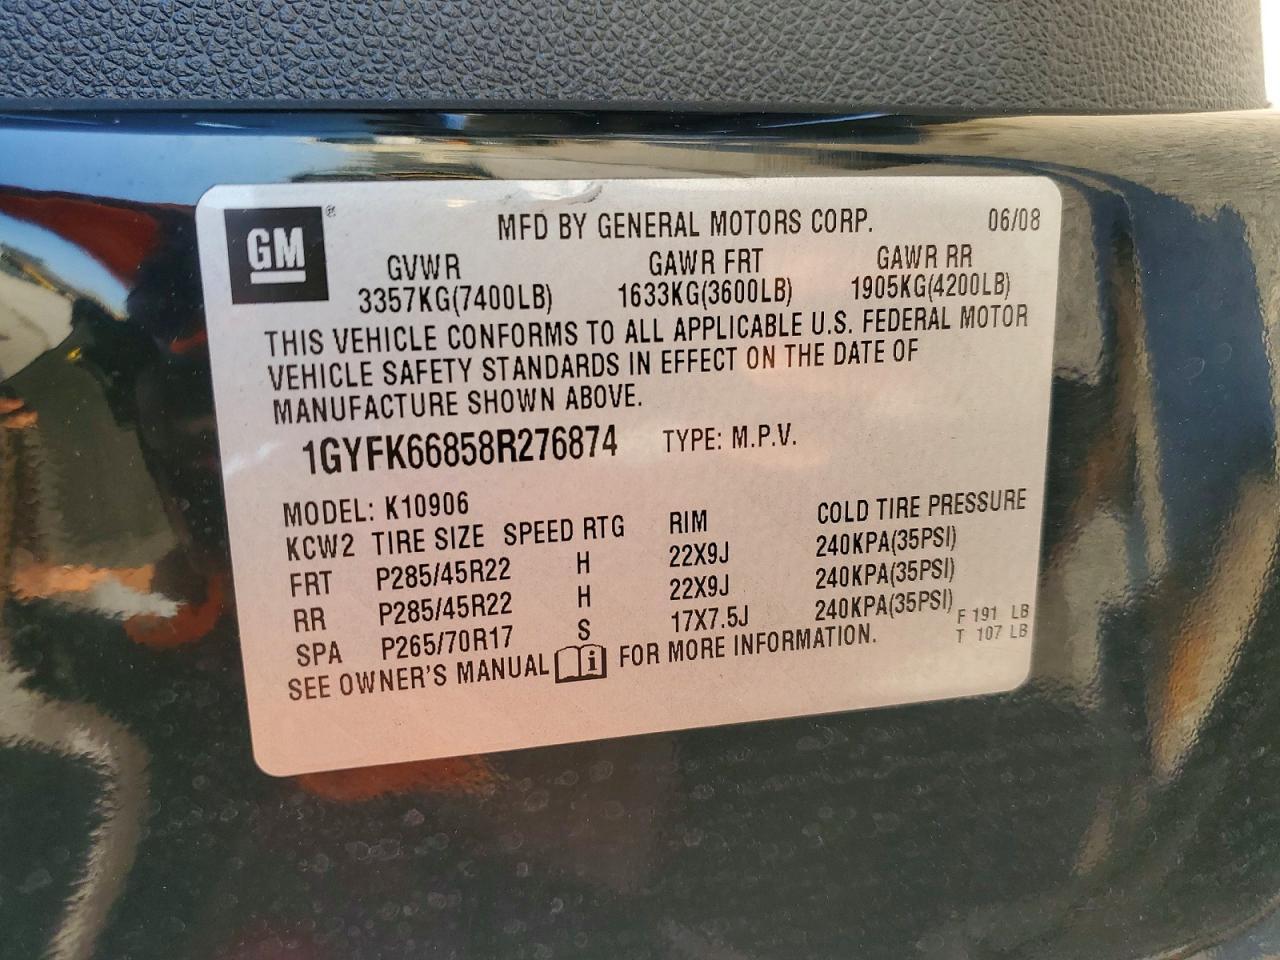 GM ® MFD BY GENERAL MOTORS CORP. 06/08
GVWR GAWR FRT GAWR RR
3357KG(7400LB) 1633KG(3600LB) 1905KG(4200LB)
THIS VEHICLE CONFORMS TO ALL APPLICABLE U.S. FEDERAL MOTOR
VEHICLE SAFETY STANDARDS IN EFFECT ON THE DATE OF
MANUFACTURE SHOWN ABOVE.
1GYFK66858R276874 TYPE: M.P.V.
MODEL: K10906
KCW2 TIRE SIZE SPEED RTG RIM COLD TIRE PRESSURE
FRT P285/45R22 H 22X9J 240KPA(35PSI)
RR P285/45R22 H 22X9J 240KPA(35PSI)
SPA P265/70R17 S 17X7.5J 240KPA(35PSI) F 191 LB
T 107 LB
SEE OWNER'S MANUAL i FOR MORE INFORMATION.